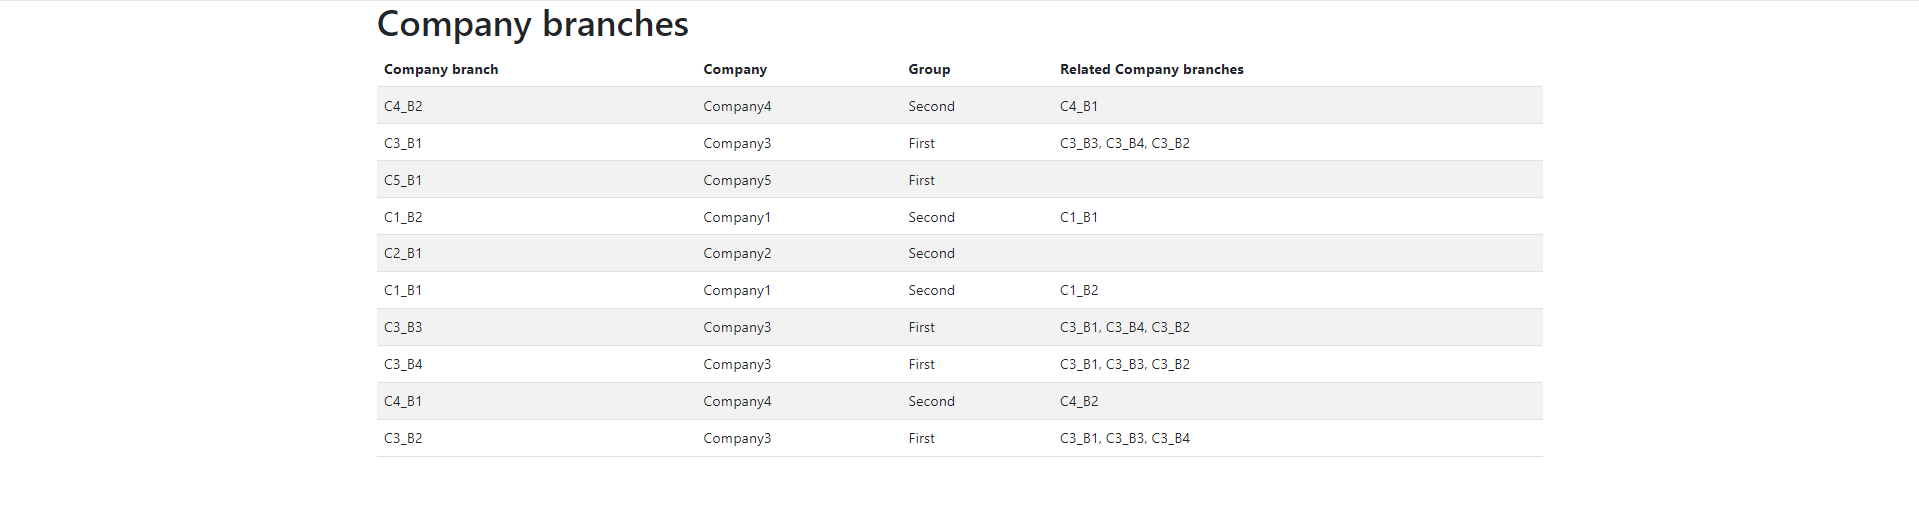 Company branches
Company branch Company Group Related Company branches
C4_B2 Company4 Second C4_B1
C3_B1 Company3 First C3_B3, C3_B4, C3_B2
C5_B1 Company5 First
C1_B2 Company1 Second C1_B1
C2_B1 Company2 Second
C1_B1 Company1 Second C1_B2
C3_B3 Company3 First C3_B1, C3_B4, C3_B2
C3_B4 Company3 First C3_B1, C3_B3, C3_B2
C4_B1 Company4 Second C4_B2
C3_B2 Company3 First C3_B1, C3_B3, C3_B4